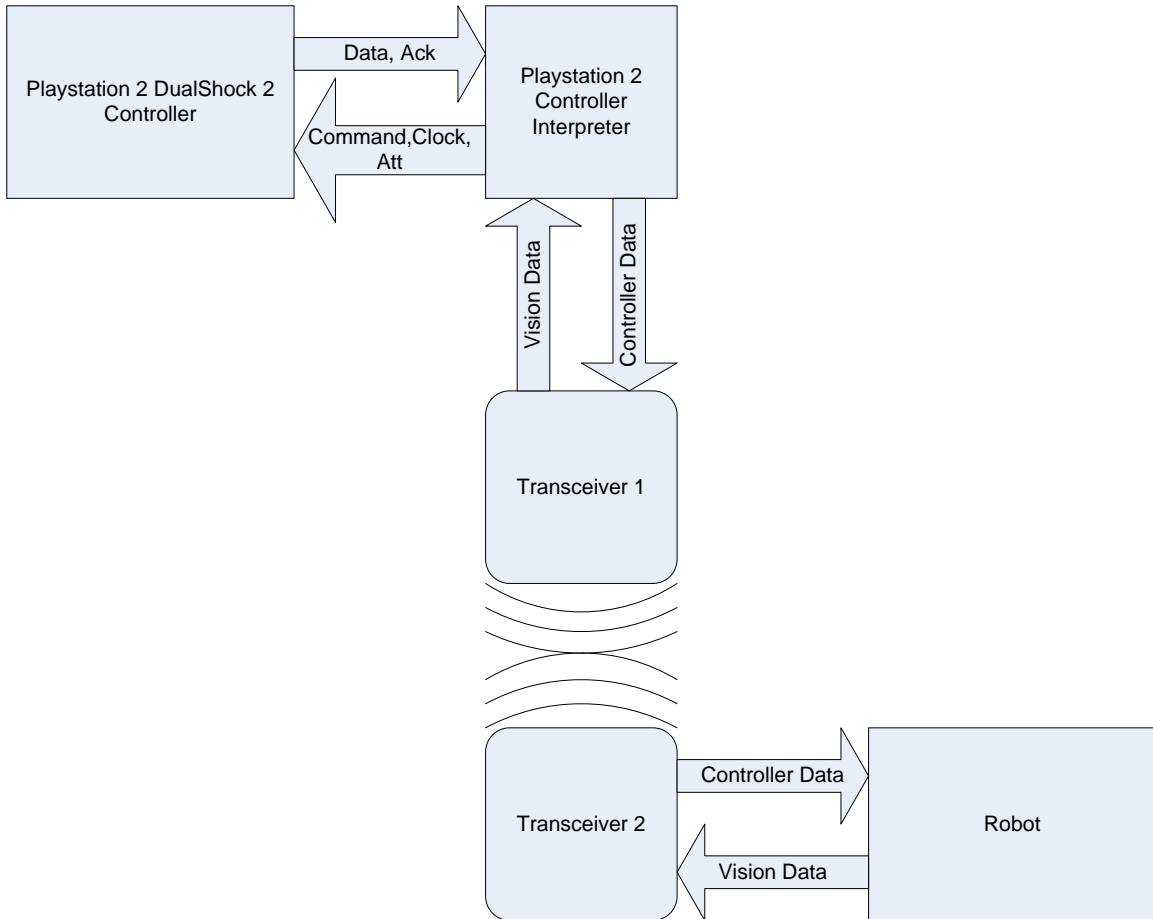 Playstation 2 DualShock 2
Controller
Data, Ack
Command,Clock,
Att
Playstation 2
Controller
Interpreter
Vision Data
Controller Data
Transceiver 1
Transceiver 2
Controller Data
Vision Data
Robot